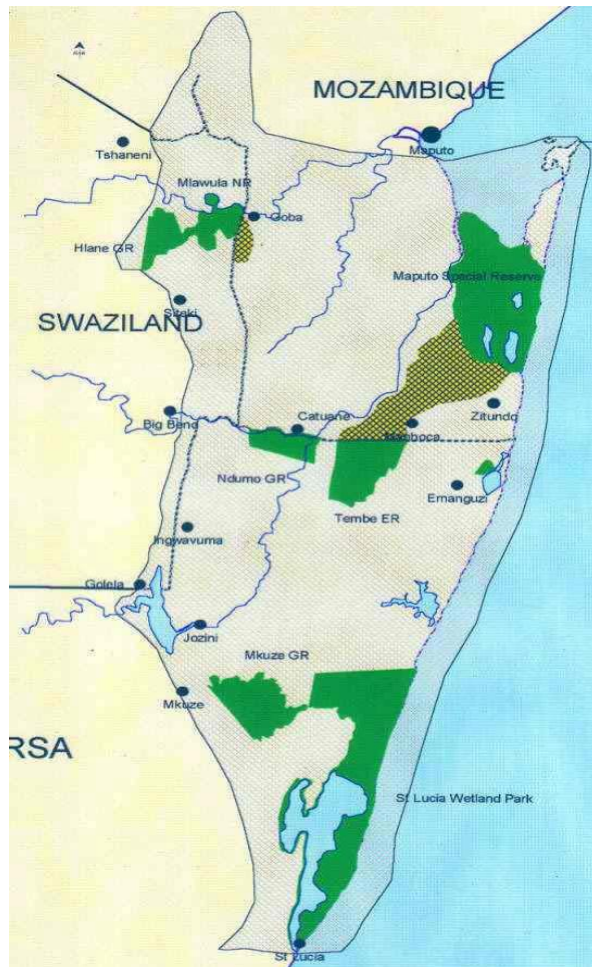 MOZAMBIQUE
Maputo
Tshaneni
Mlawula NR
Goba
Hlane GR
Maputo Special Reserve
Siteki
SWAZILAND
Big Bend
Catuane
Zitundo
Ndumo GR
Emanguzi
Tembe ER
Ingwavuma
Golela
Jozini
Mkuze GR
Mkuze
RSA
St Lucia Wetland Park
St Lucia